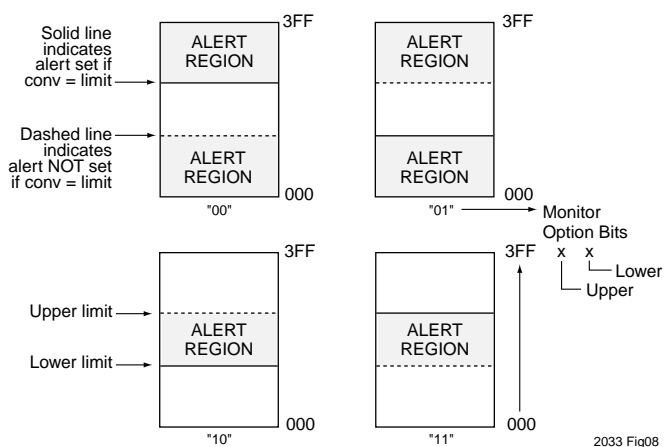 Solid line
indicates
alert set if
conv = limit
Dashed line
indicates
alert NOT set
if conv = limit
3FF
ALERT
REGION
ALERT
REGION
000
"00"
3FF
ALERT
REGION
ALERT
REGION
000
"01"
Monitor
Option Bits
x x
Lower
Upper
Upper limit
Lower limit
3FF
ALERT
REGION
000
"10"
3FF
ALERT
REGION
000
"11"
2033 Fig08